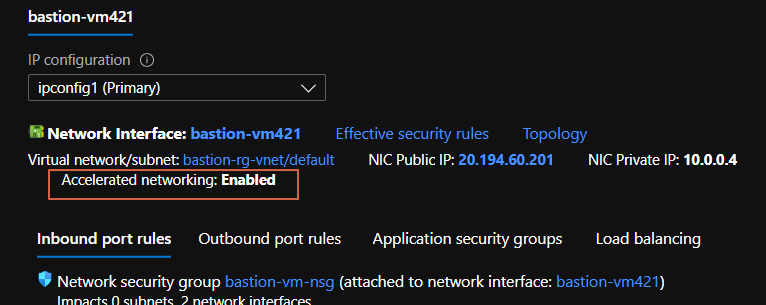 bastion-vm421
IP configuration
ipconfig1 (Primary)
Network Interface: bastion-vm421 Effective security rules Topology
Virtual network/subnet: bastion-rg-vnet/default NIC Public IP: 20.194.60.201 NIC Private IP: 10.0.0.4
Accelerated networking: Enabled
Inbound port rules Outbound port rules Application security groups Load balancing
Network security group bastion-vm-nsg (attached to network interface: bastion-vm421)
Impacts 0 subnets, 2 network interfaces